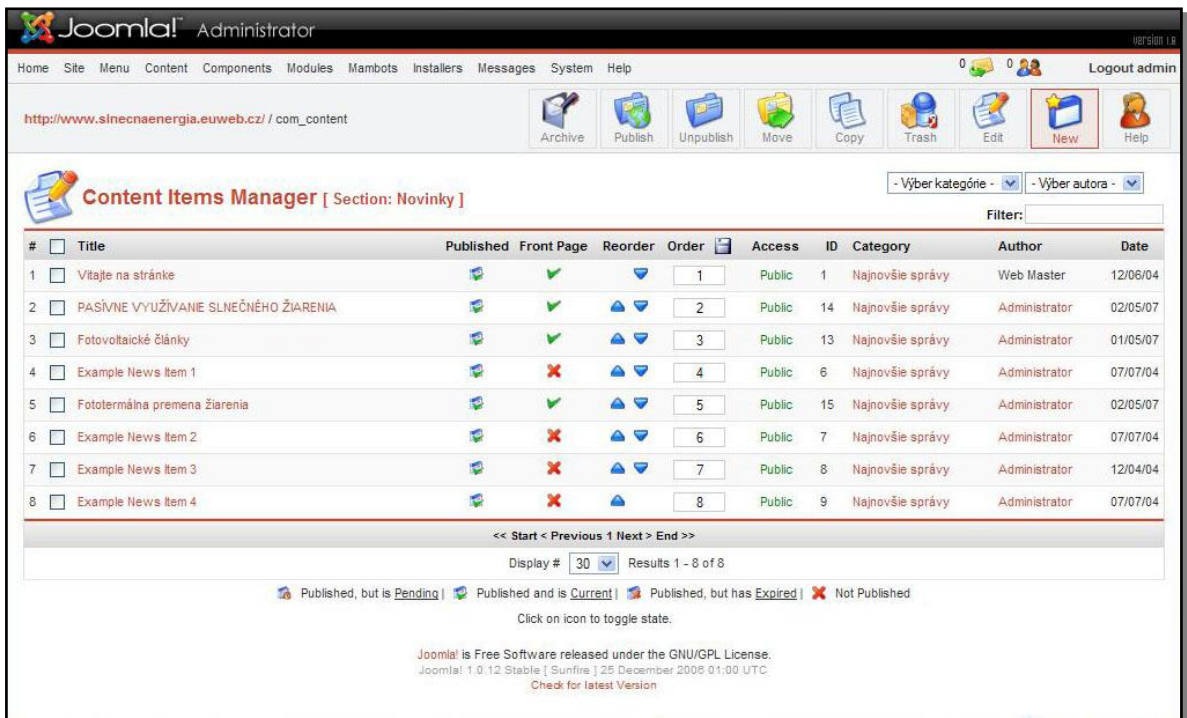 Joomla! Administrator
version 1.0
Home Site Menu Content Components Modules Mambots Installers Messages System Help 0 0 Logout admin
http://www.slnecnaenergia.euweb.cz/ / com_content
Archive Publish Unpublish Move Copy Trash Edit New Help
Content Items Manager [ Section: Novinky ]
- Výber kategórie - - Výber autora -
Filter:
# Title Published Front Page Reorder Order Access ID Category Author Date
1 Vitajte na stránke 1 Public 1 Najnovšie správy Web Master 12/06/04
2 PASÍVNE VYUŽÍVANIE SLNEČNÉHO ŽIARENIA 2 Public 14 Najnovšie správy Administrator 02/05/07
3 Fotovoltaické články 3 Public 13 Najnovšie správy Administrator 01/05/07
4 Example News Item 1 4 Public 6 Najnovšie správy Administrator 07/07/04
5 Fototermálna premena žiarenia 5 Public 15 Najnovšie správy Administrator 02/05/07
6 Example News Item 2 6 Public 7 Najnovšie správy Administrator 07/07/04
7 Example News Item 3 7 Public 8 Najnovšie správy Administrator 12/04/04
8 Example News Item 4 8 Public 9 Najnovšie správy Administrator 07/07/04
<< Start < Previous 1 Next > End >>
Display # 30 Results 1 - 8 of 8
Published, but is Pending | Published and is Current | Published, but has Expired | Not Published
Click on icon to toggle state.
Joomla! is Free Software released under the GNU/GPL License.
Joomla! 1.0.12 Stable [ Sunfire ] 25 December 2006 01:00 UTC
Check for latest Version